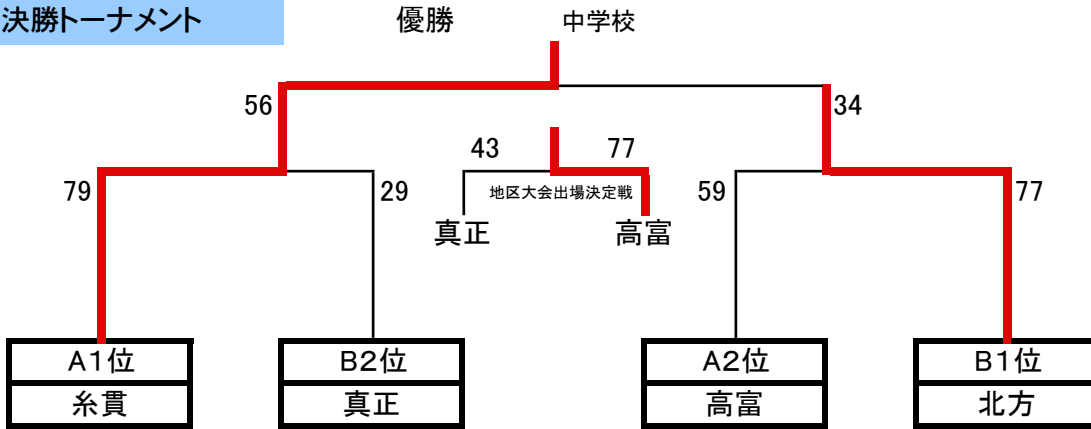 決勝トーナメント
優勝 中学校
56
34
43 77
79
29
地区大会出場決定戦
59
77
真正 高富
A1位 B2位 A2位 B1位
糸貫 真正 高富 北方